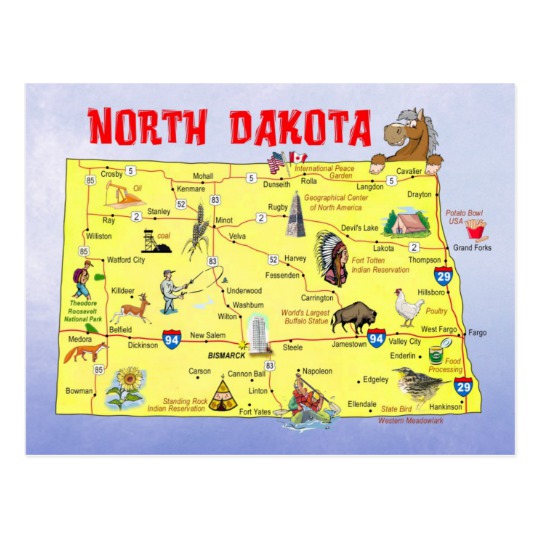 NORTH DAKOTA
International Peace
Garden
85
Crosby
5
Mohall
83
5
Dunseith
Rolla
5
Cavalier
Langdon
Kenmare
Oil
52
Geographical Center
of North America
Drayton
Ray
2
Stanley
Rugby
Minot
2
Velva
Devil's Lake
Potato Bowl
USA
Williston
coal
Grand Forks
85
Watford City
83
52
Harvey
Fessenden
Fort Totten
Indian Reservation
Lakota
2
Thompson
29
Theodore
Roosevelt
National Park
Killdeer
Underwood
Washburn
Wilton
Carrington
World's Largest
Buffalo Statue
Hillsboro
Poultry
Medora
Belfield
Dickinson
94
New Salem
BISMARCK
Steele
Jamestown
94
Valley City
West Fargo
Fargo
Enderlin
Food
Processing
85
Bowman
Carson
Cannon Ball
83
Napoleon
Linton
Edgeley
29
Standing Rock
Indian Reservation
Fort Yates
Ellendale
State Bird
Western Meadowlark
Hankinson